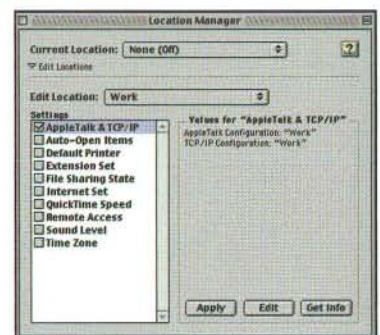 Location Manager
Current Location: None (Off)
?
Edit Locations
Edit Location: Work
Settings
AppleTalk & TCP/IP
Auto-Open Items
Default Printer
Extension Set
File Sharing State
Internet Set
QuickTime Speed
Remote Access
Sound Level
Time Zone
Values for "AppleTalk & TCP/IP"
AppleTalk Configuration: "Work"
TCP/IP Configuration: "Work"
Apply
Edit
Get Info